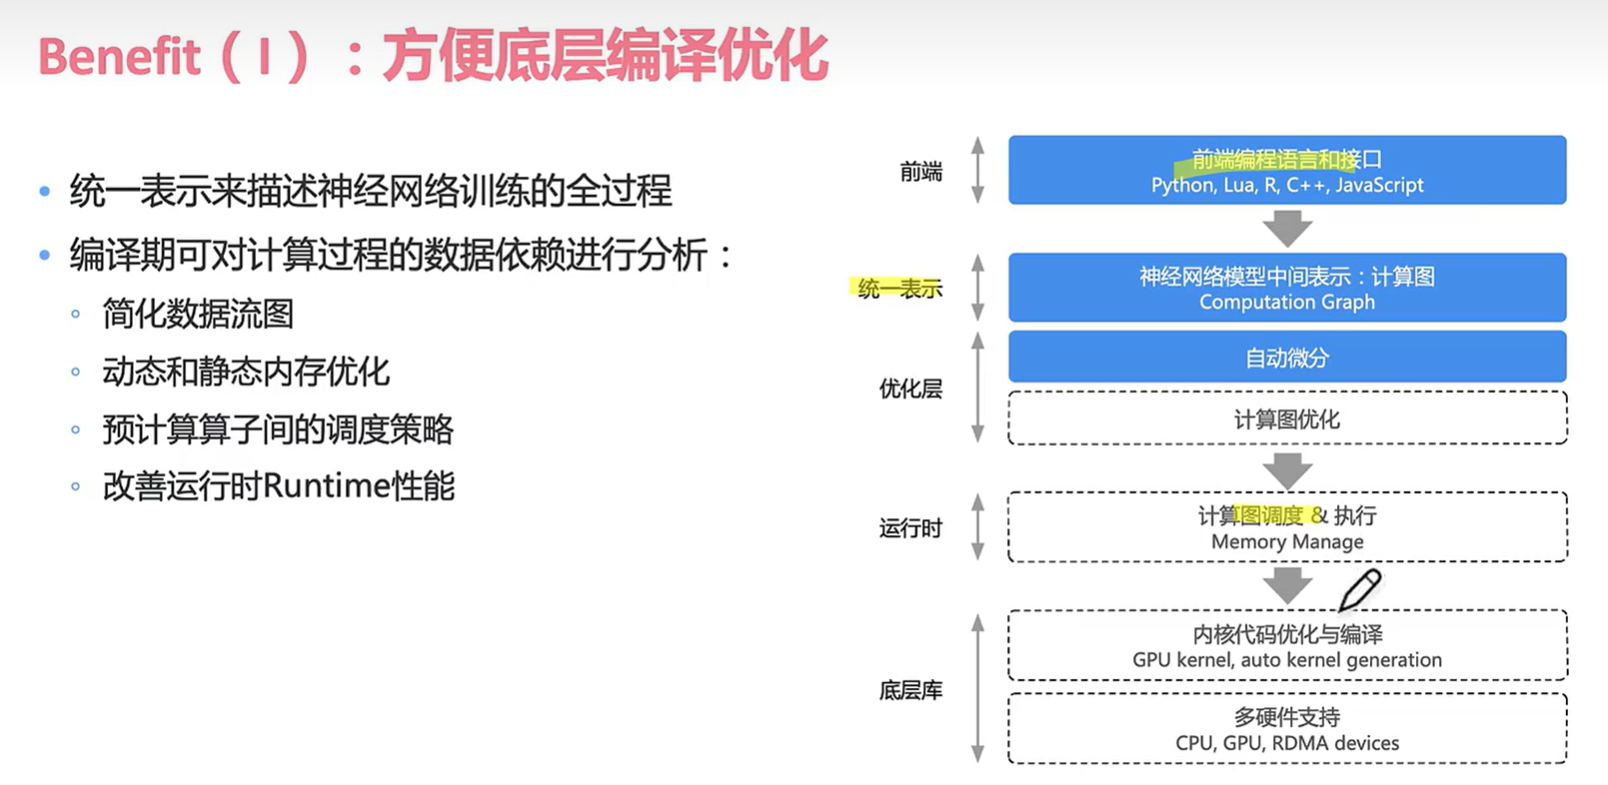 Benefit（I）：方便底层编译优化
统一表示来描述神经网络训练的全过程
编译期可对计算过程的数据依赖进行分析：
简化数据流图
动态和静态内存优化
预计算算子间的调度策略
改善运行时Runtime性能
前端
前端编程语言和接口
Python, Lua, R, C++, JavaScript
统一表示
神经网络模型中间表示：计算图
Computation Graph
优化层
自动微分
计算图优化
运行时
计算图调度 & 执行
Memory Manage
底层库
内核代码优化与编译
GPU kernel, auto kernel generation
多硬件支持
CPU, GPU, RDMA devices